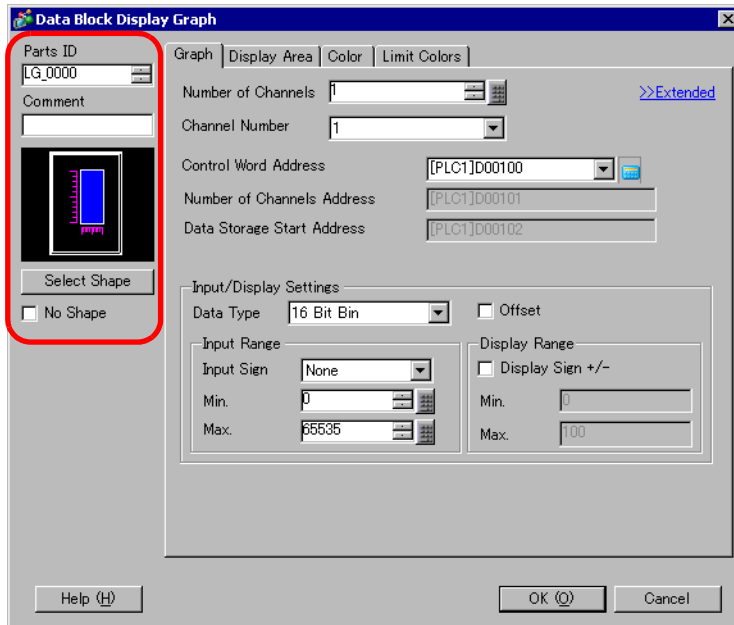 Data Block Display Graph
Parts ID
LG_0000
Comment
Select Shape
No Shape
Graph Display Area Color Limit Colors
Number of Channels 1 >>Extended
Channel Number 1
Control Word Address [PLC1]D00100
Number of Channels Address [PLC1]D00101
Data Storage Start Address [PLC1]D00102
Input/Display Settings
Data Type 16 Bit Bin Offset
Input Range Display Range
Input Sign None Display Sign +/-
Min. 0 Min. 0
Max. 65535 Max. 100
Help (H) OK (O) Cancel